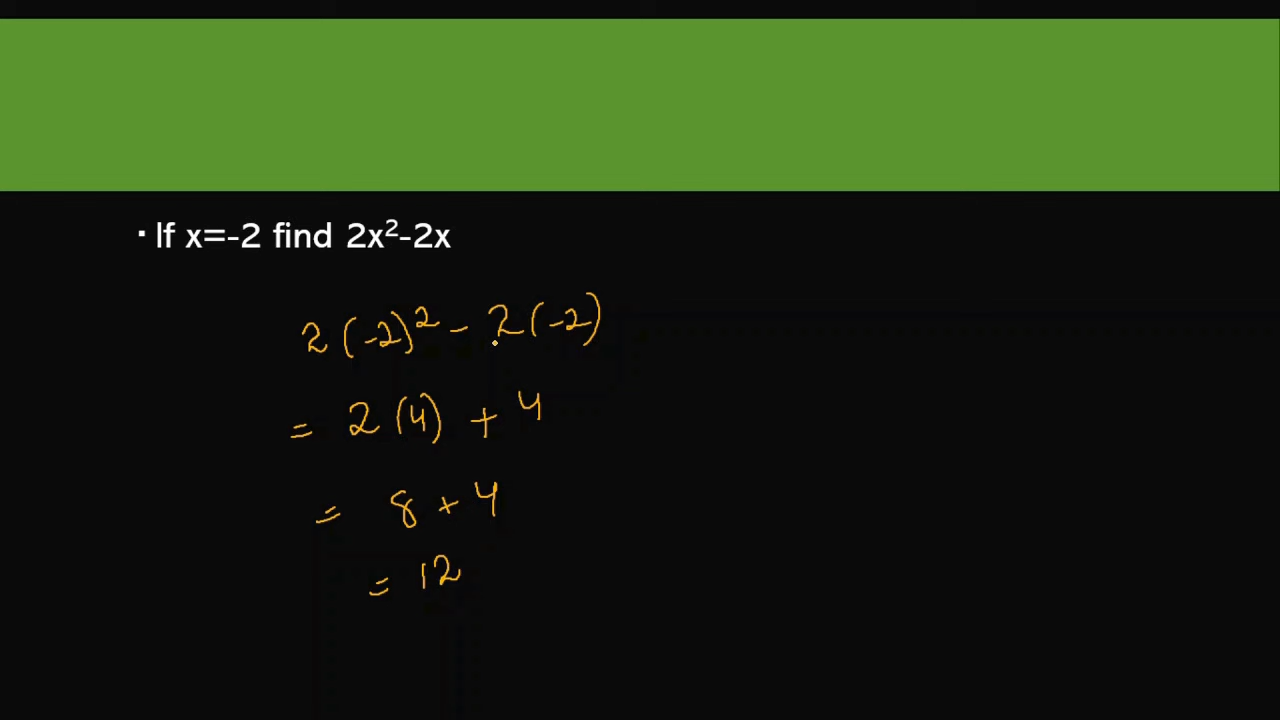 · If x=-2 find 2x²-2x
2(-2)² - 2(-2)
= 2(4) + 4
= 8 + 4
= 12